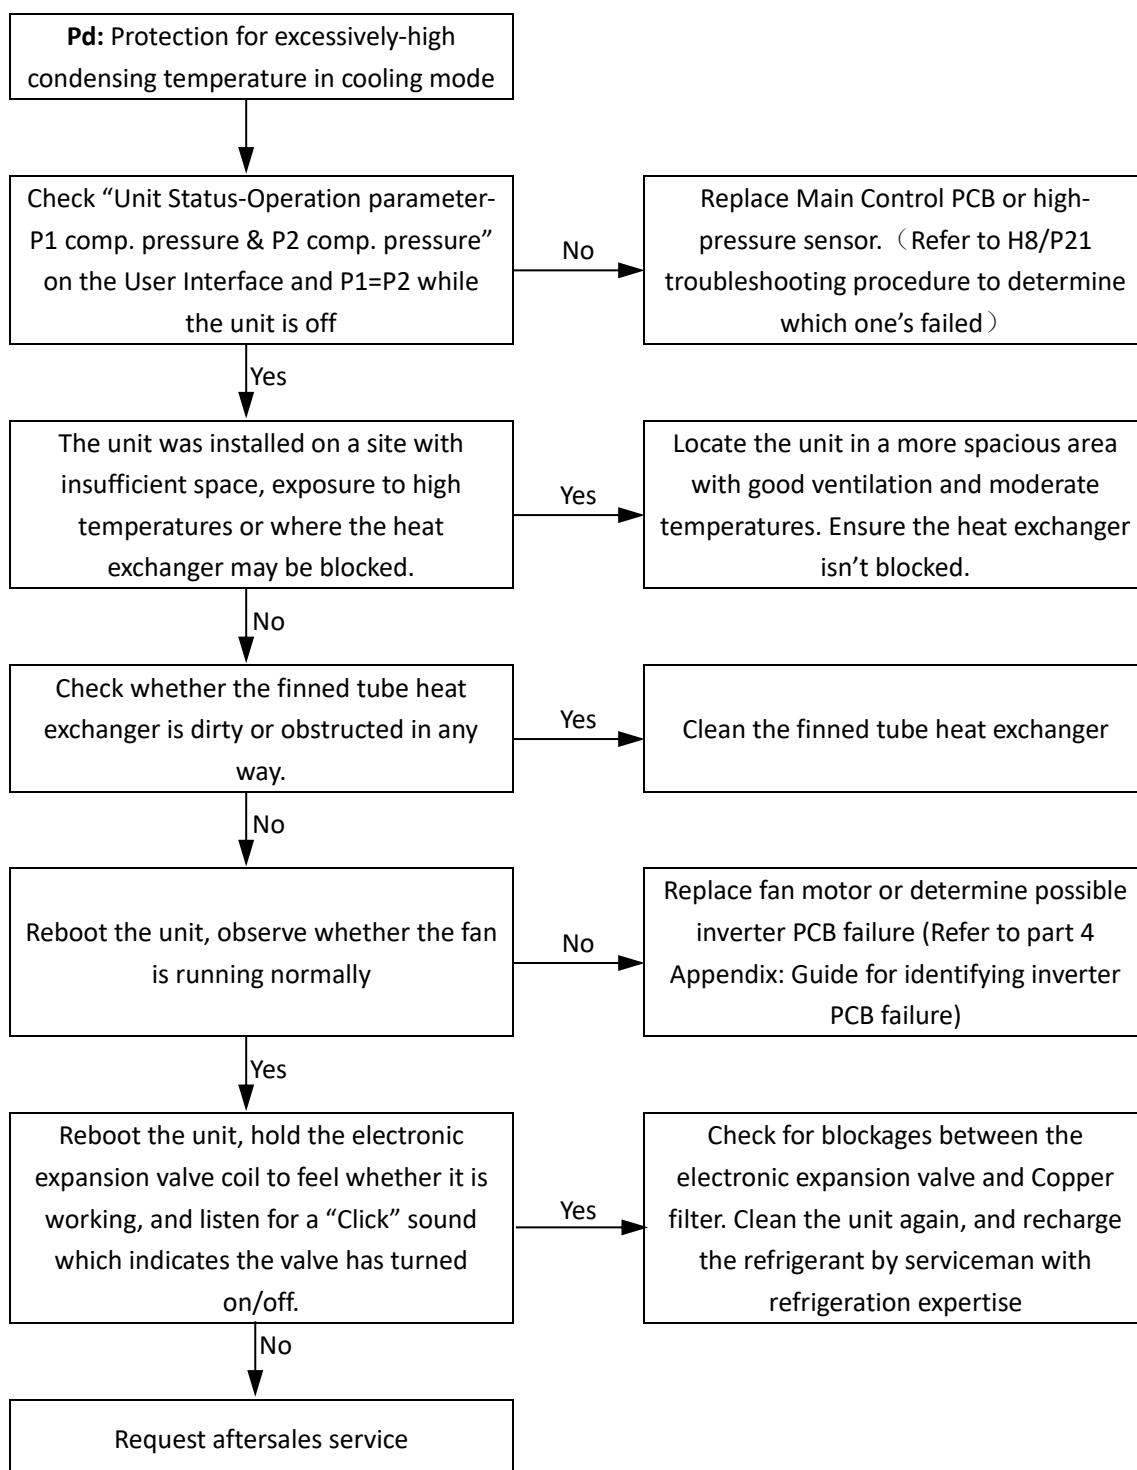 Pd: Protection for excessively-high
condensing temperature in cooling mode
Check “Unit Status-Operation parameter-
P1 comp. pressure & P2 comp. pressure”
on the User Interface and P1=P2 while
the unit is off
No
Replace Main Control PCB or high-
pressure sensor.（Refer to H8/P21
troubleshooting procedure to determine
which one’s failed）
Yes
The unit was installed on a site with
insufficient space, exposure to high
temperatures or where the heat
exchanger may be blocked.
Yes
Locate the unit in a more spacious area
with good ventilation and moderate
temperatures. Ensure the heat exchanger
isn’t blocked.
No
Check whether the finned tube heat
exchanger is dirty or obstructed in any
way.
Yes
Clean the finned tube heat exchanger
No
Reboot the unit, observe whether the fan
is running normally
No
Replace fan motor or determine possible
inverter PCB failure (Refer to part 4
Appendix: Guide for identifying inverter
PCB failure)
Yes
Reboot the unit, hold the electronic
expansion valve coil to feel whether it is
working, and listen for a “Click” sound
which indicates the valve has turned
on/off.
Yes
Check for blockages between the
electronic expansion valve and Copper
filter. Clean the unit again, and recharge
the refrigerant by serviceman with
refrigeration expertise
No
Request aftersales service